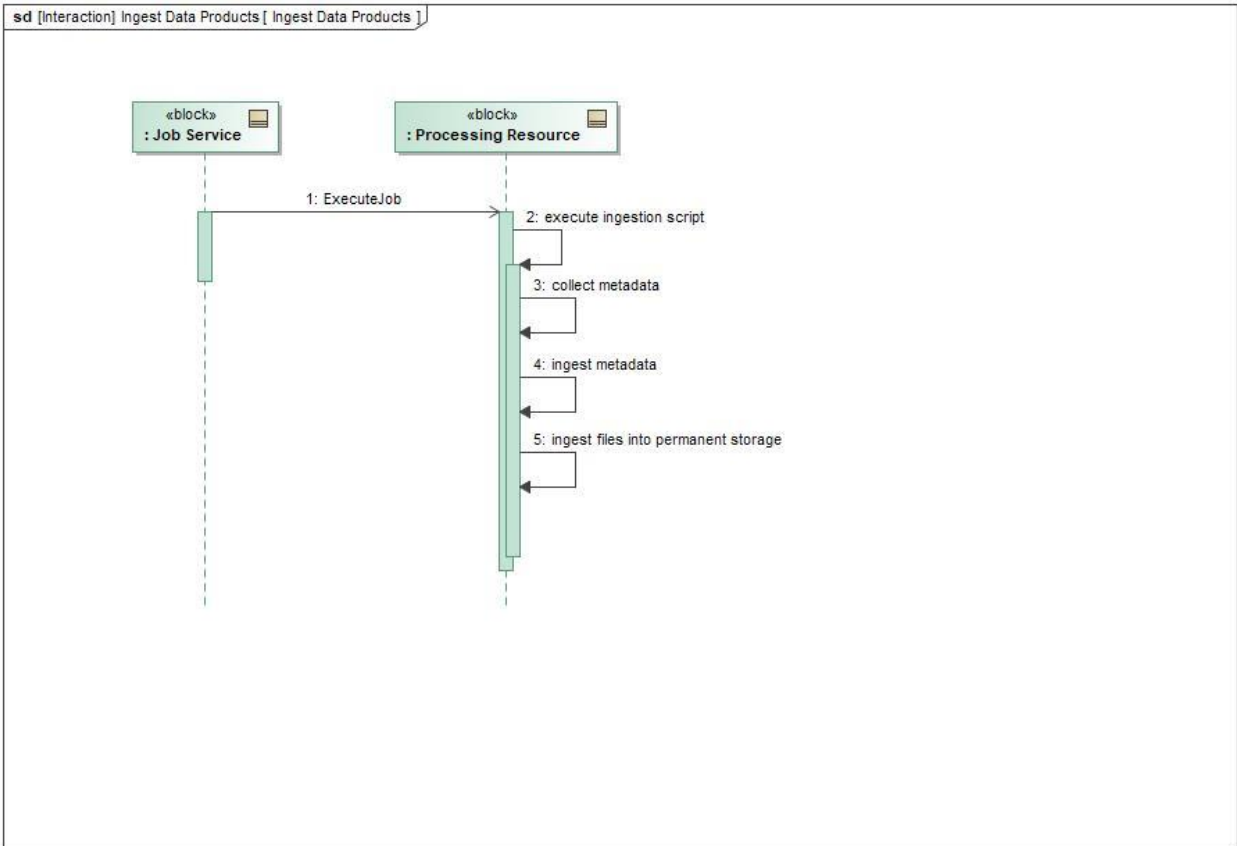 sd [Interaction] Ingest Data Products [ Ingest Data Products ]
«block»
: Job Service
«block»
: Processing Resource
1: ExecuteJob
2: execute ingestion script
3: collect metadata
4: ingest metadata
5: ingest files into permanent storage